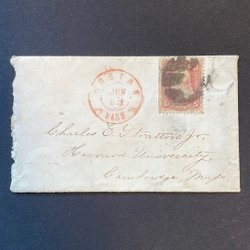 BOSTON
JUN
23
MASS.
Charles E. Stratton Jr.
Harvard University
Cambridge, Mass